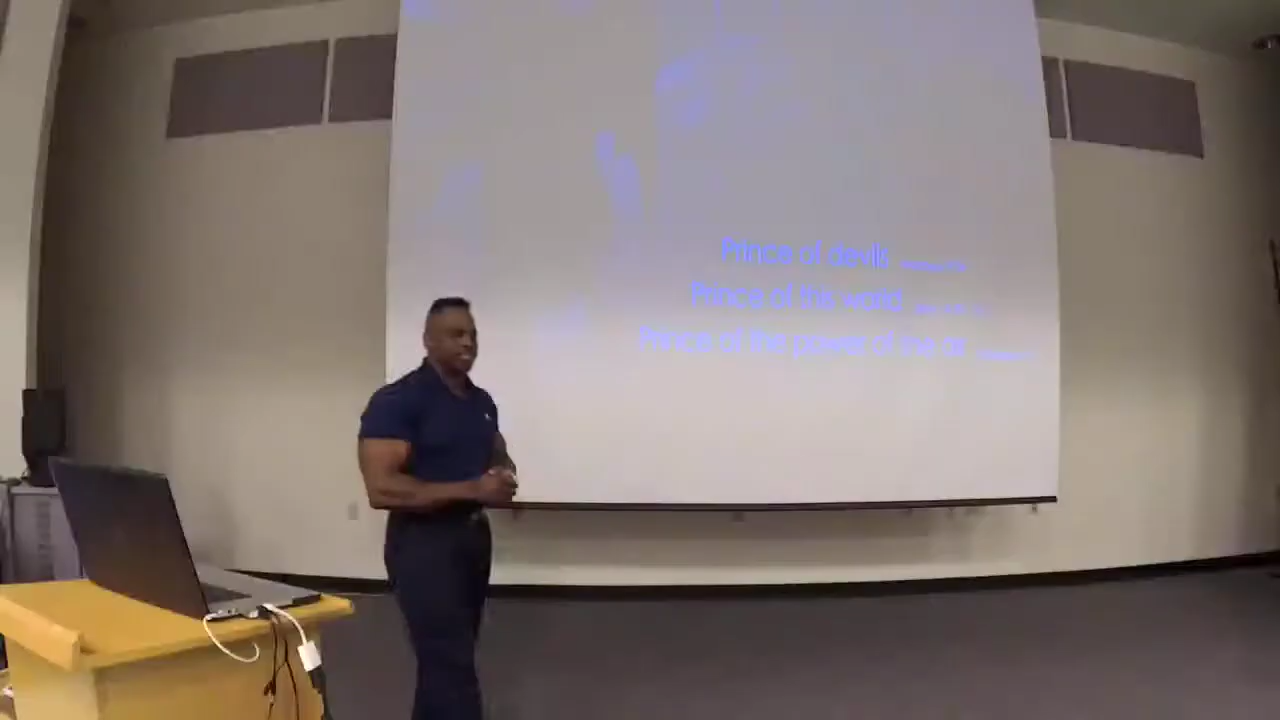 Prince of devils
Prince of this world
Prince of the power of the air